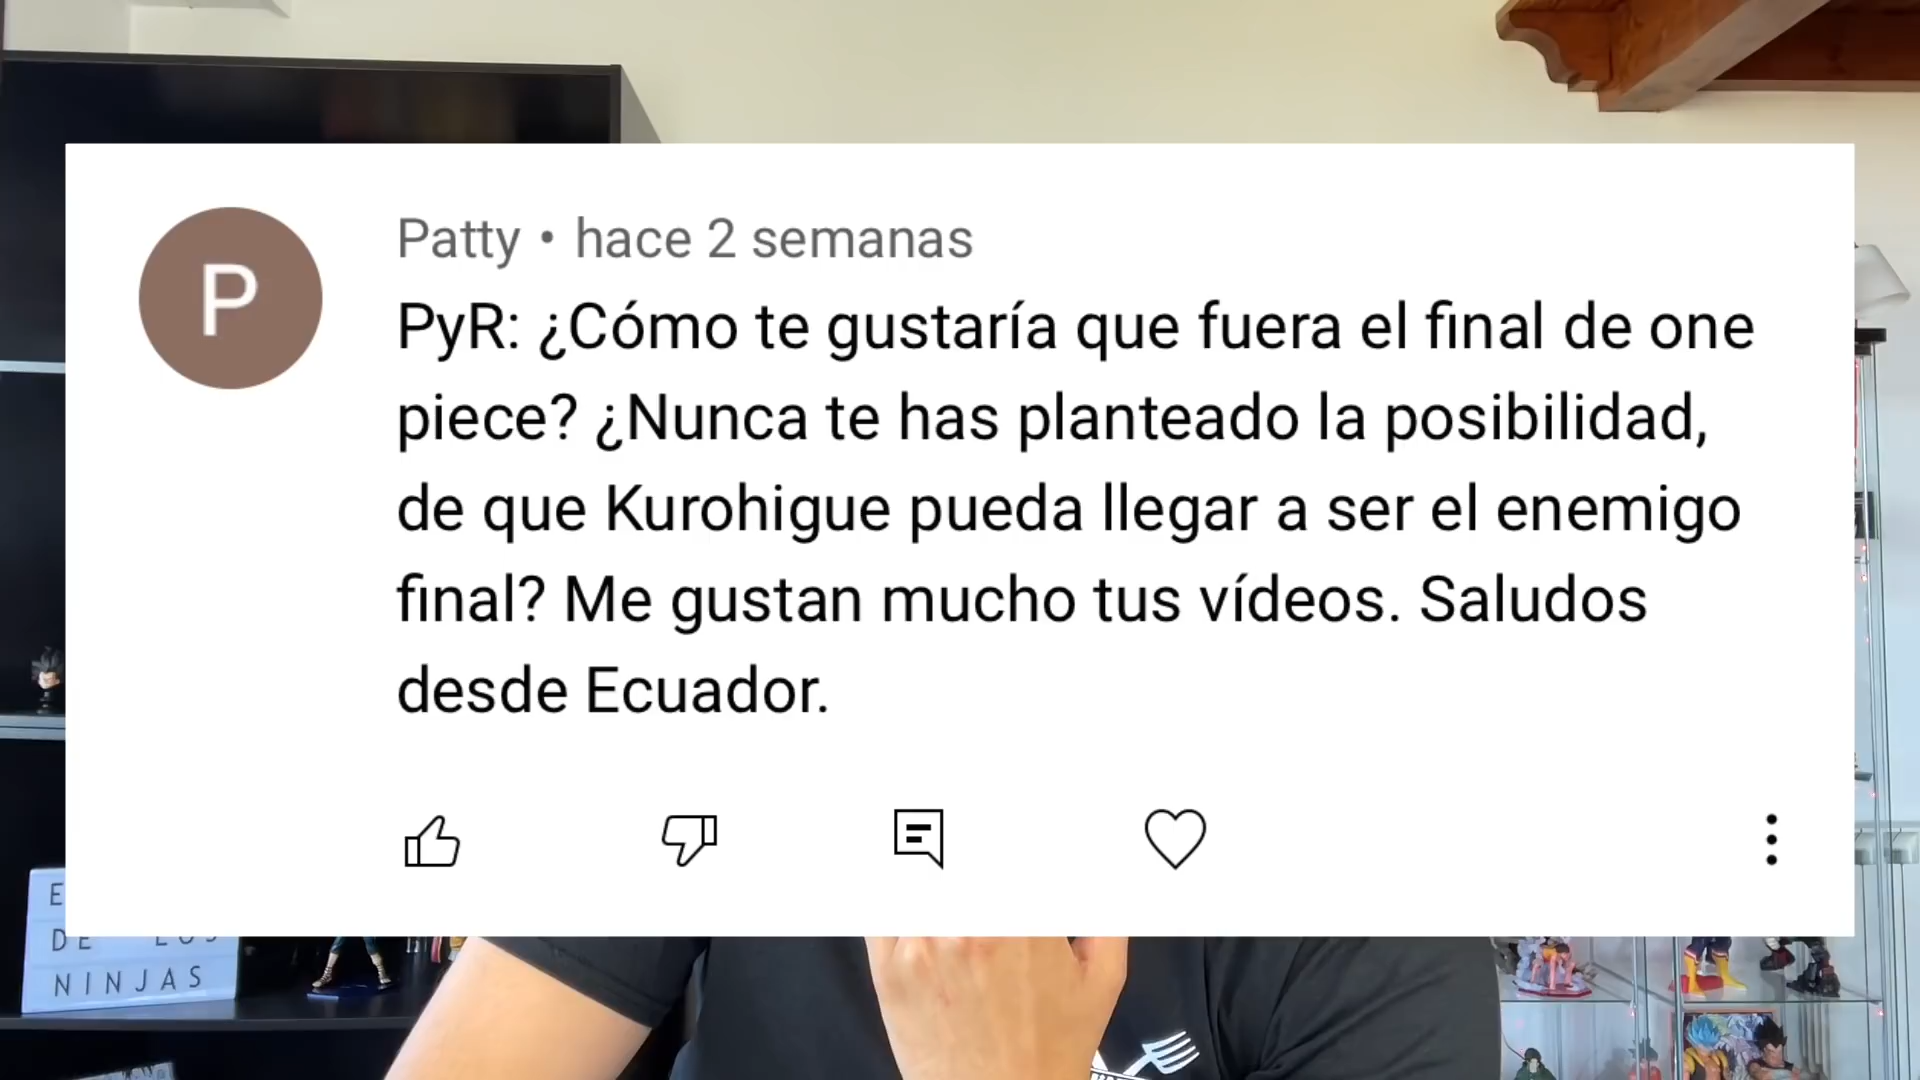 Patty • hace 2 semanas
P
PyR: ¿Cómo te gustaría que fuera el final de one
piece? ¿Nunca te has planteado la posibilidad,
de que Kurohigue pueda llegar a ser el enemigo
final? Me gustan mucho tus vídeos. Saludos
desde Ecuador.
E
DE LOS
NINJAS